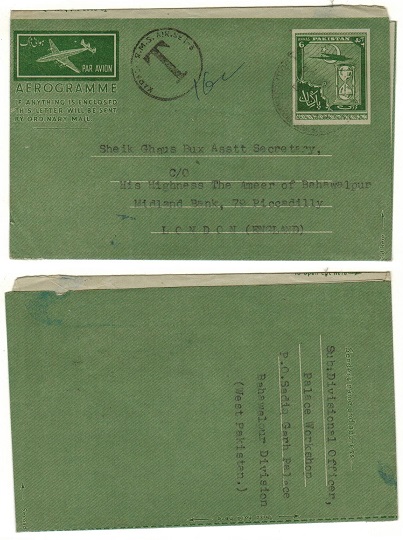 PAR AVION
AEROGRAMME
IF ANYTHING IS ENCLOSED
THIS LETTER WILL BE SENT
BY ORDINARY MAIL.
T
PAKISTAN
6
Sheik Ghaus Bux Asstt Secretary,
C/O
His Highness The Ameer of Bahawalpur
Midland Bank, 79 Piccadilly
LONDON (ENGLAND)
Sub:Divisional Officer,
Palace Workshop
P.O.Sadiq Garh Palace
Bahawalpur Division
(West Pakistan.)